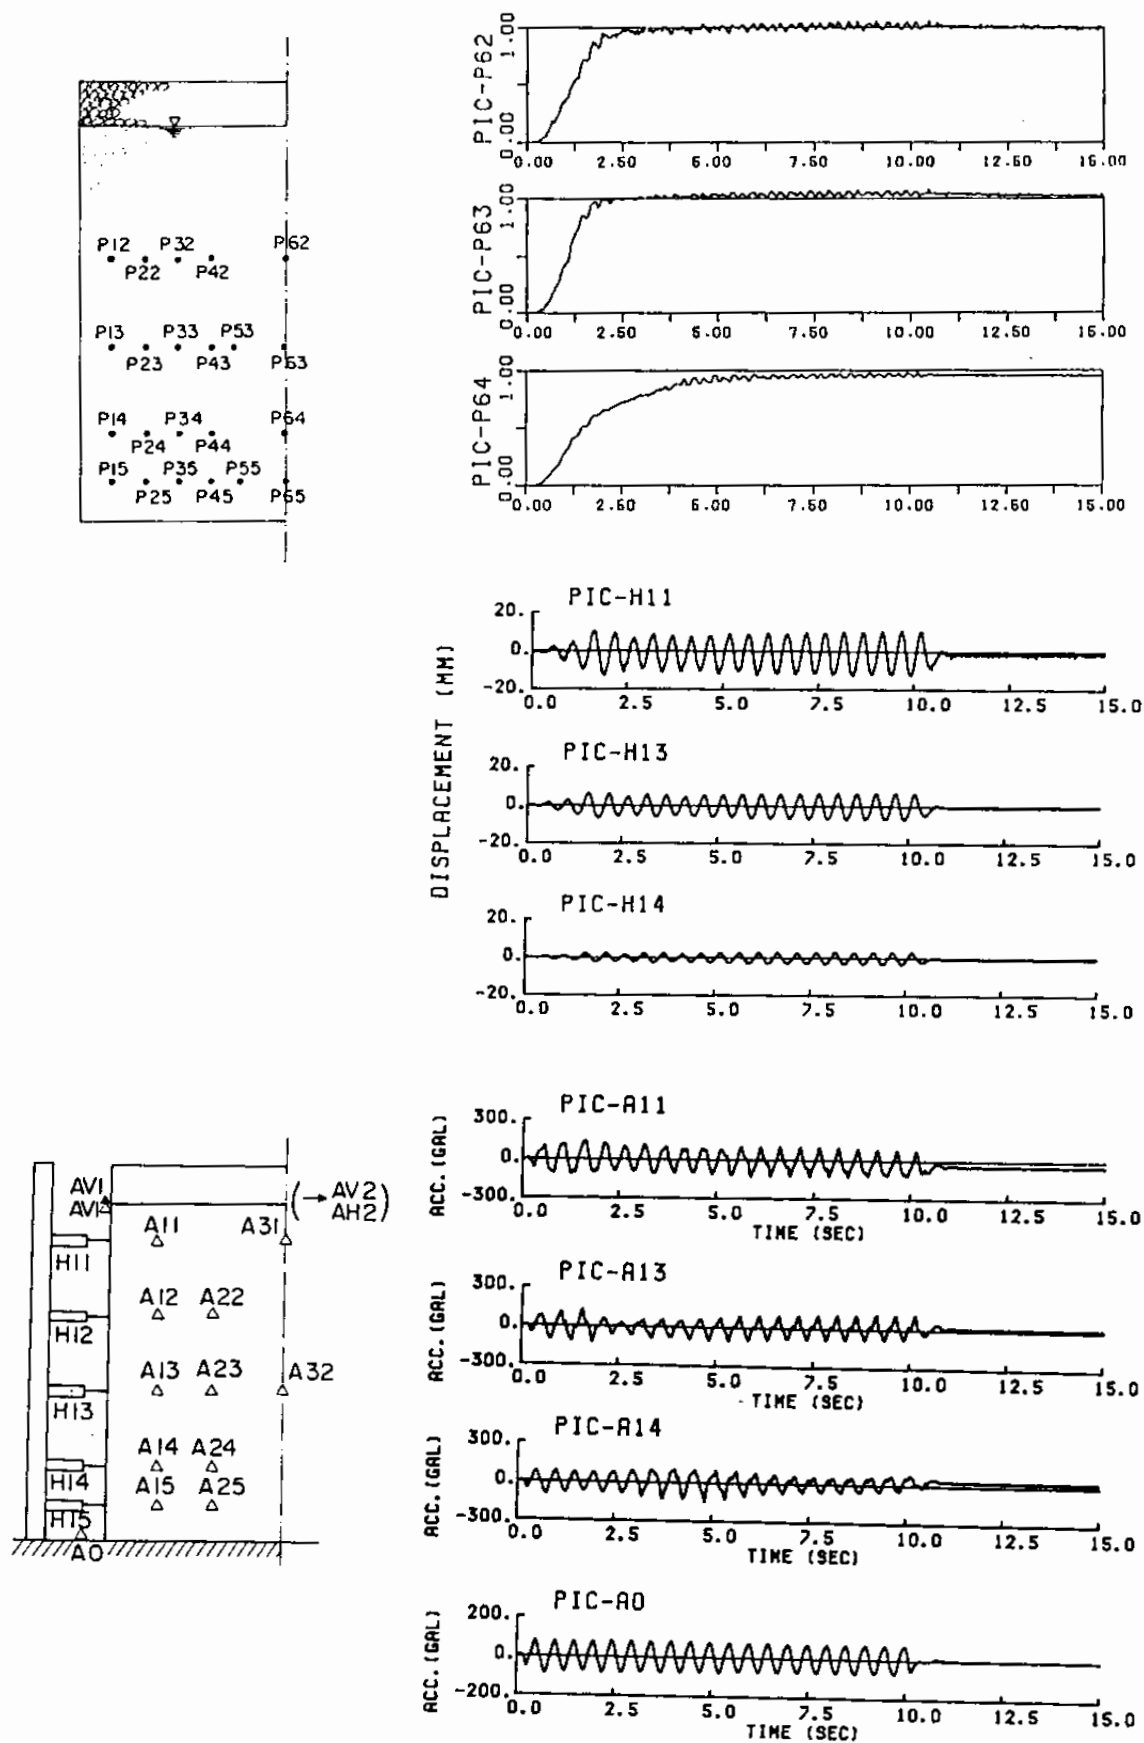 P12 P32 P62
P22 P42
P13 P33 P53
P23 P43 P63
P14 P34 P64
P24 P44
P15 P35 P55
P25 P45 P65
PIC-P62
1.00
0.00
0.00 2.50 5.00 7.50 10.00 12.50 15.00
PIC-P63
1.00
0.00
0.00 2.50 5.00 7.50 10.00 12.50 15.00
PIC-P64
1.00
0.00
0.00 2.50 5.00 7.50 10.00 12.50 15.00
DISPLACEMENT (MM)
PIC-H11
20.
0.
-20.
0.0 2.5 5.0 7.5 10.0 12.5 15.0
PIC-H13
20.
0.
-20.
0.0 2.5 5.0 7.5 10.0 12.5 15.0
PIC-H14
20.
0.
-20.
0.0 2.5 5.0 7.5 10.0 12.5 15.0
AV1
AV1
(→ AV2
AH2)
A11 A31
H11
A12 A22
H12
A13 A23 A32
H13
A14 A24
H14
A15 A25
H15
A0
PIC-A11
ACC.(GAL)
300.
0.
-300.
0.0 2.5 5.0 7.5 10.0 12.5 15.0
TIME (SEC)
PIC-A13
ACC.(GAL)
300.
0.
-300.
0.0 2.5 5.0 7.5 10.0 12.5 15.0
TIME (SEC)
PIC-A14
ACC.(GAL)
300.
0.
-300.
0.0 2.5 5.0 7.5 10.0 12.5 15.0
TIME (SEC)
PIC-A0
ACC.(GAL)
200.
0.
-200.
0.0 2.5 5.0 7.5 10.0 12.5 15.0
TIME (SEC)